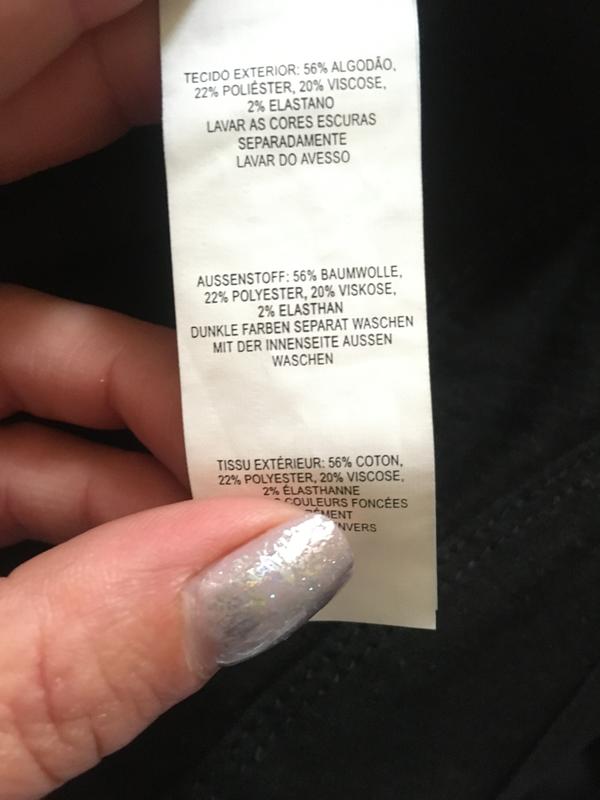 TECIDO EXTERIOR: 56% ALGODÃO,
22% POLIÉSTER, 20% VISCOSE,
2% ELASTANO
LAVAR AS CORES ESCURAS
SEPARADAMENTE
LAVAR DO AVESSO
AUSSENSTOFF: 56% BAUMWOLLE,
22% POLYESTER, 20% VISKOSE,
2% ELASTHAN
DUNKLE FARBEN SEPARAT WASCHEN
MIT DER INNENSEITE AUSSEN
WASCHEN
TISSU EXTÉRIEUR: 56% COTON,
22% POLYESTER, 20% VISCOSE,
2% ÉLASTHANNE
COULEURS FONCÉES